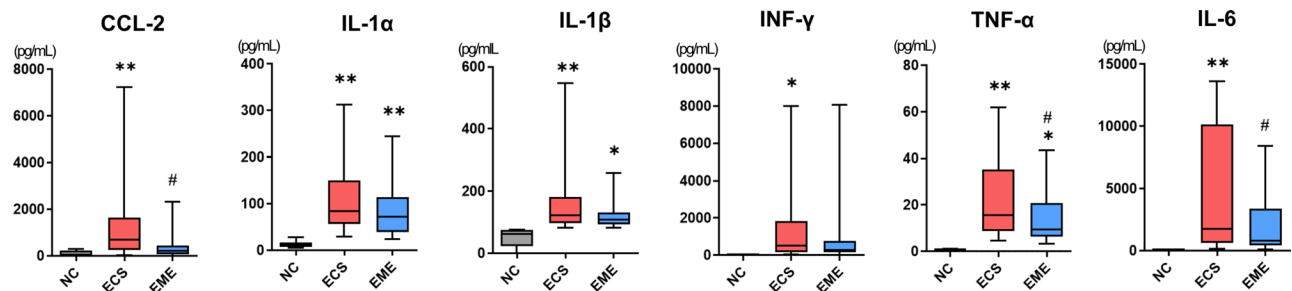 CCL-2
(pg/mL)
8000
6000
4000
2000
0
**
#
NC
ECS
EME
IL-1α
(pg/mL)
400
300
200
100
0
**
**
NC
ECS
EME
IL-1β
(pg/mlL
600
400
200
0
**
*
NC
ECS
EME
INF-γ
(pg/mL)
10000
8000
6000
4000
2000
0
*
NC
ECS
EME
TNF-α
(pg/mL)
80
60
40
20
0
**
#
*
NC
ECS
EME
IL-6
(pg/mL)
15000
10000
5000
0
**
#
NC
ECS
EME